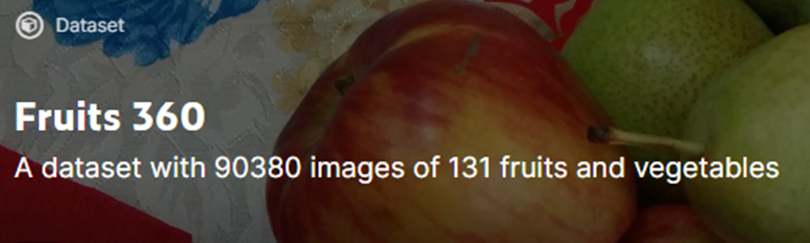 Dataset
Fruits 360
A dataset with 90380 images of 131 fruits and vegetables